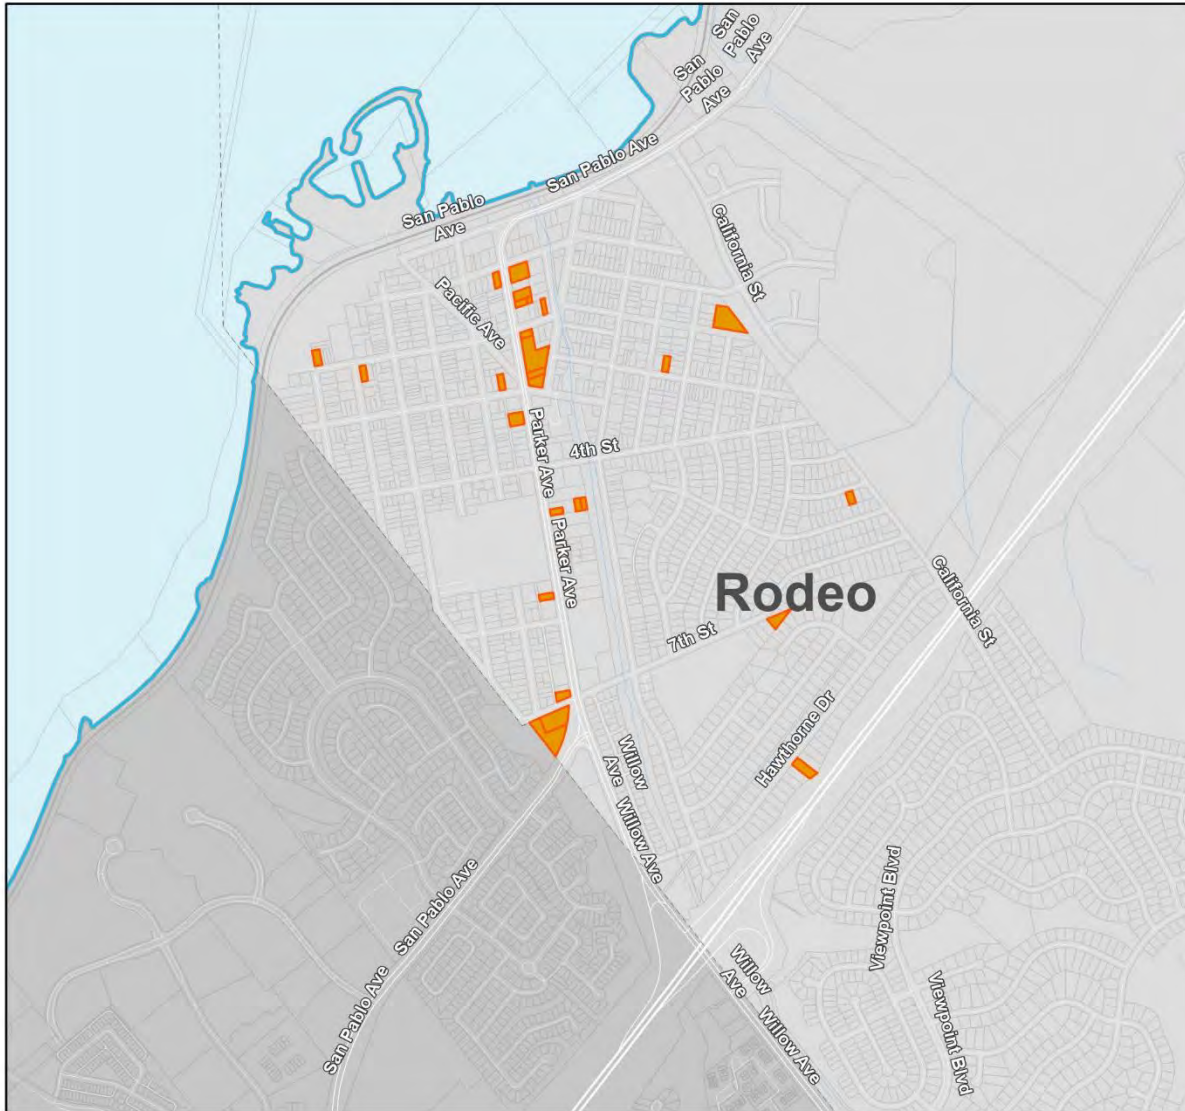 San
Pablo
Ave
San
Pablo
Ave
San Pablo Ave
San Pablo
Ave
California St
Pacific Ave
Parker Ave
4th St
Parker Ave
Rodeo
California St
7th St
Hawthorne Dr
Willow
Ave
Willow Ave
San Pablo Ave
Viewpoint Blvd
San Pablo Ave
Willow
Ave
Willow Ave
Viewpoint Blvd